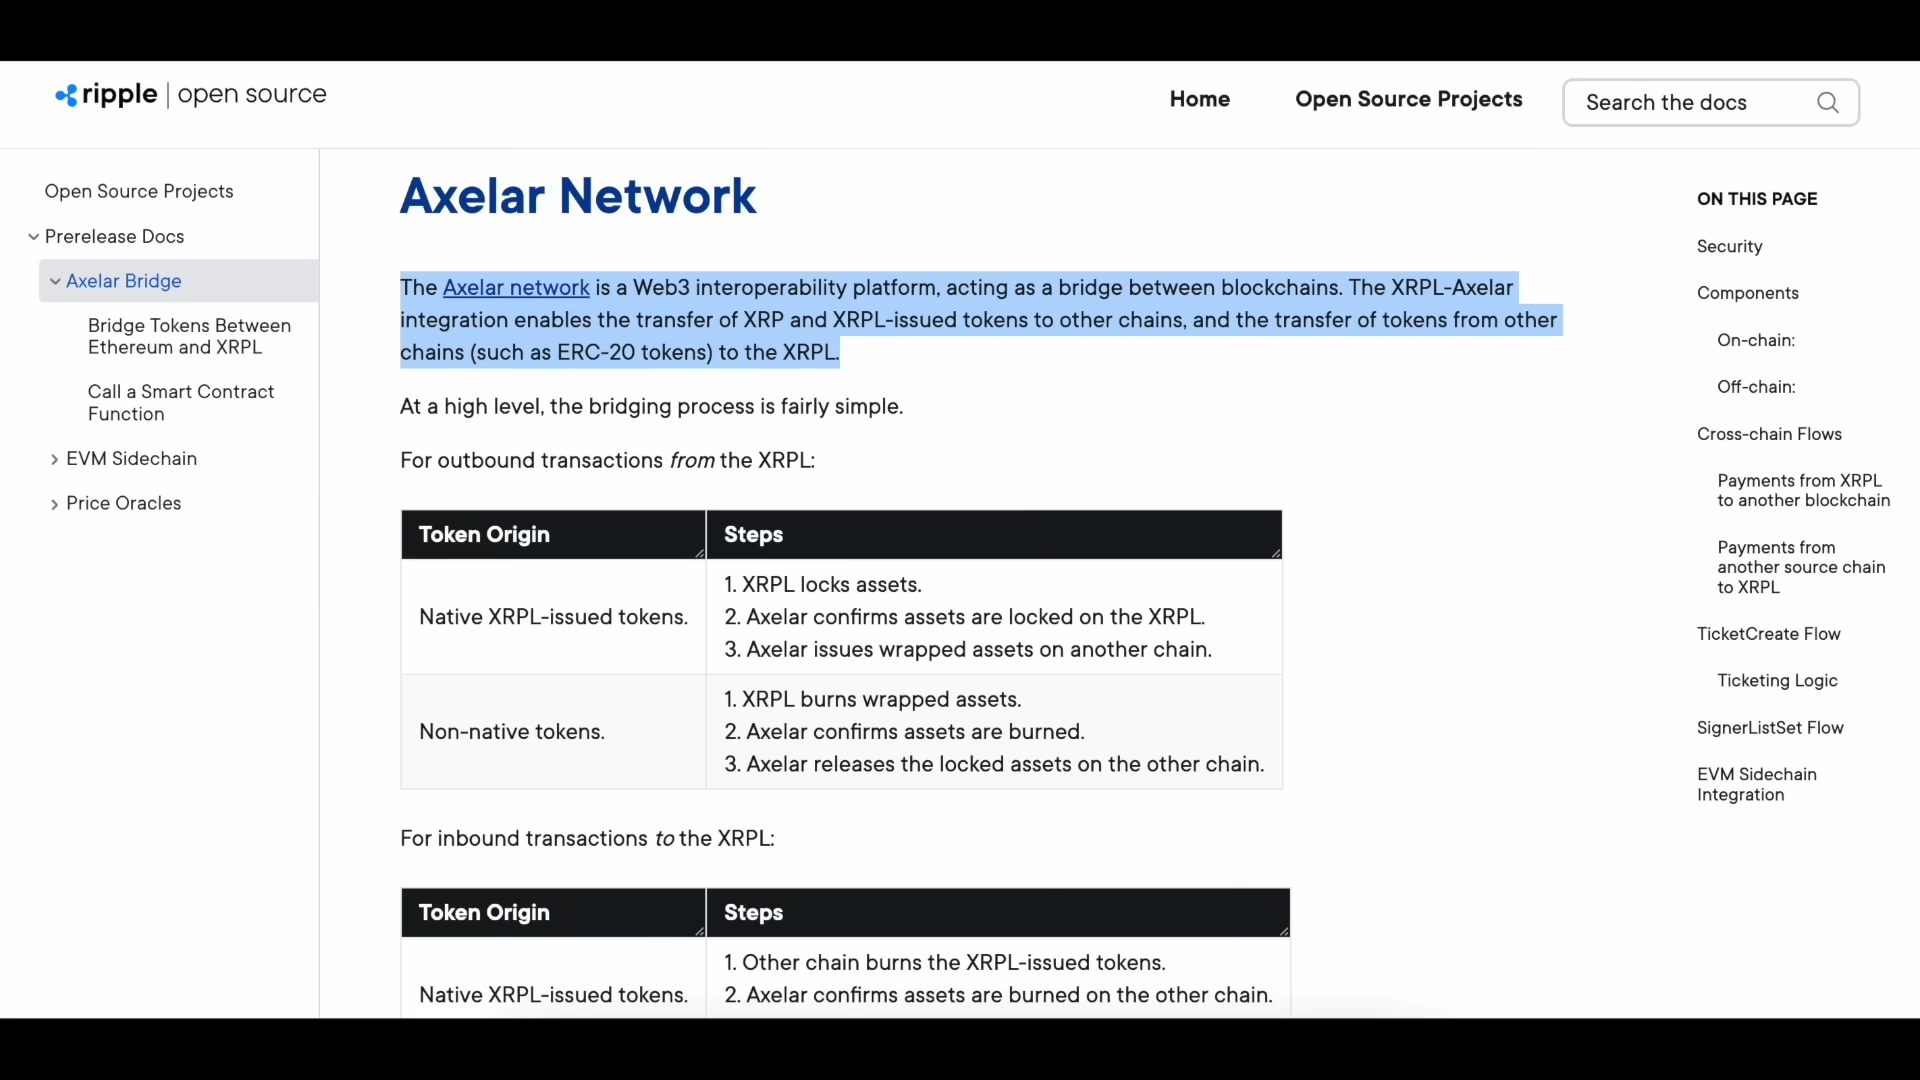 ripple | open source
Home
Open Source Projects
Search the docs
Open Source Projects
Prerelease Docs
Axelar Bridge
Bridge Tokens Between
Ethereum and XRPL
Call a Smart Contract
Function
EVM Sidechain
Price Oracles
Axelar Network
The Axelar network is a Web3 interoperability platform, acting as a bridge between blockchains. The XRPL-Axelar
integration enables the transfer of XRP and XRPL-issued tokens to other chains, and the transfer of tokens from other
chains (such as ERC-20 tokens) to the XRPL.
At a high level, the bridging process is fairly simple.
For outbound transactions from the XRPL:
Token Origin
Steps
Native XRPL-issued tokens.
1. XRPL locks assets.
2. Axelar confirms assets are locked on the XRPL.
3. Axelar issues wrapped assets on another chain.
Non-native tokens.
1. XRPL burns wrapped assets.
2. Axelar confirms assets are burned.
3. Axelar releases the locked assets on the other chain.
For inbound transactions to the XRPL:
Token Origin
Steps
Native XRPL-issued tokens.
1. Other chain burns the XRPL-issued tokens.
2. Axelar confirms assets are burned on the other chain.
ON THIS PAGE
Security
Components
On-chain:
Off-chain:
Cross-chain Flows
Payments from XRPL
to another blockchain
Payments from
another source chain
to XRPL
TicketCreate Flow
Ticketing Logic
SignerListSet Flow
EVM Sidechain
Integration